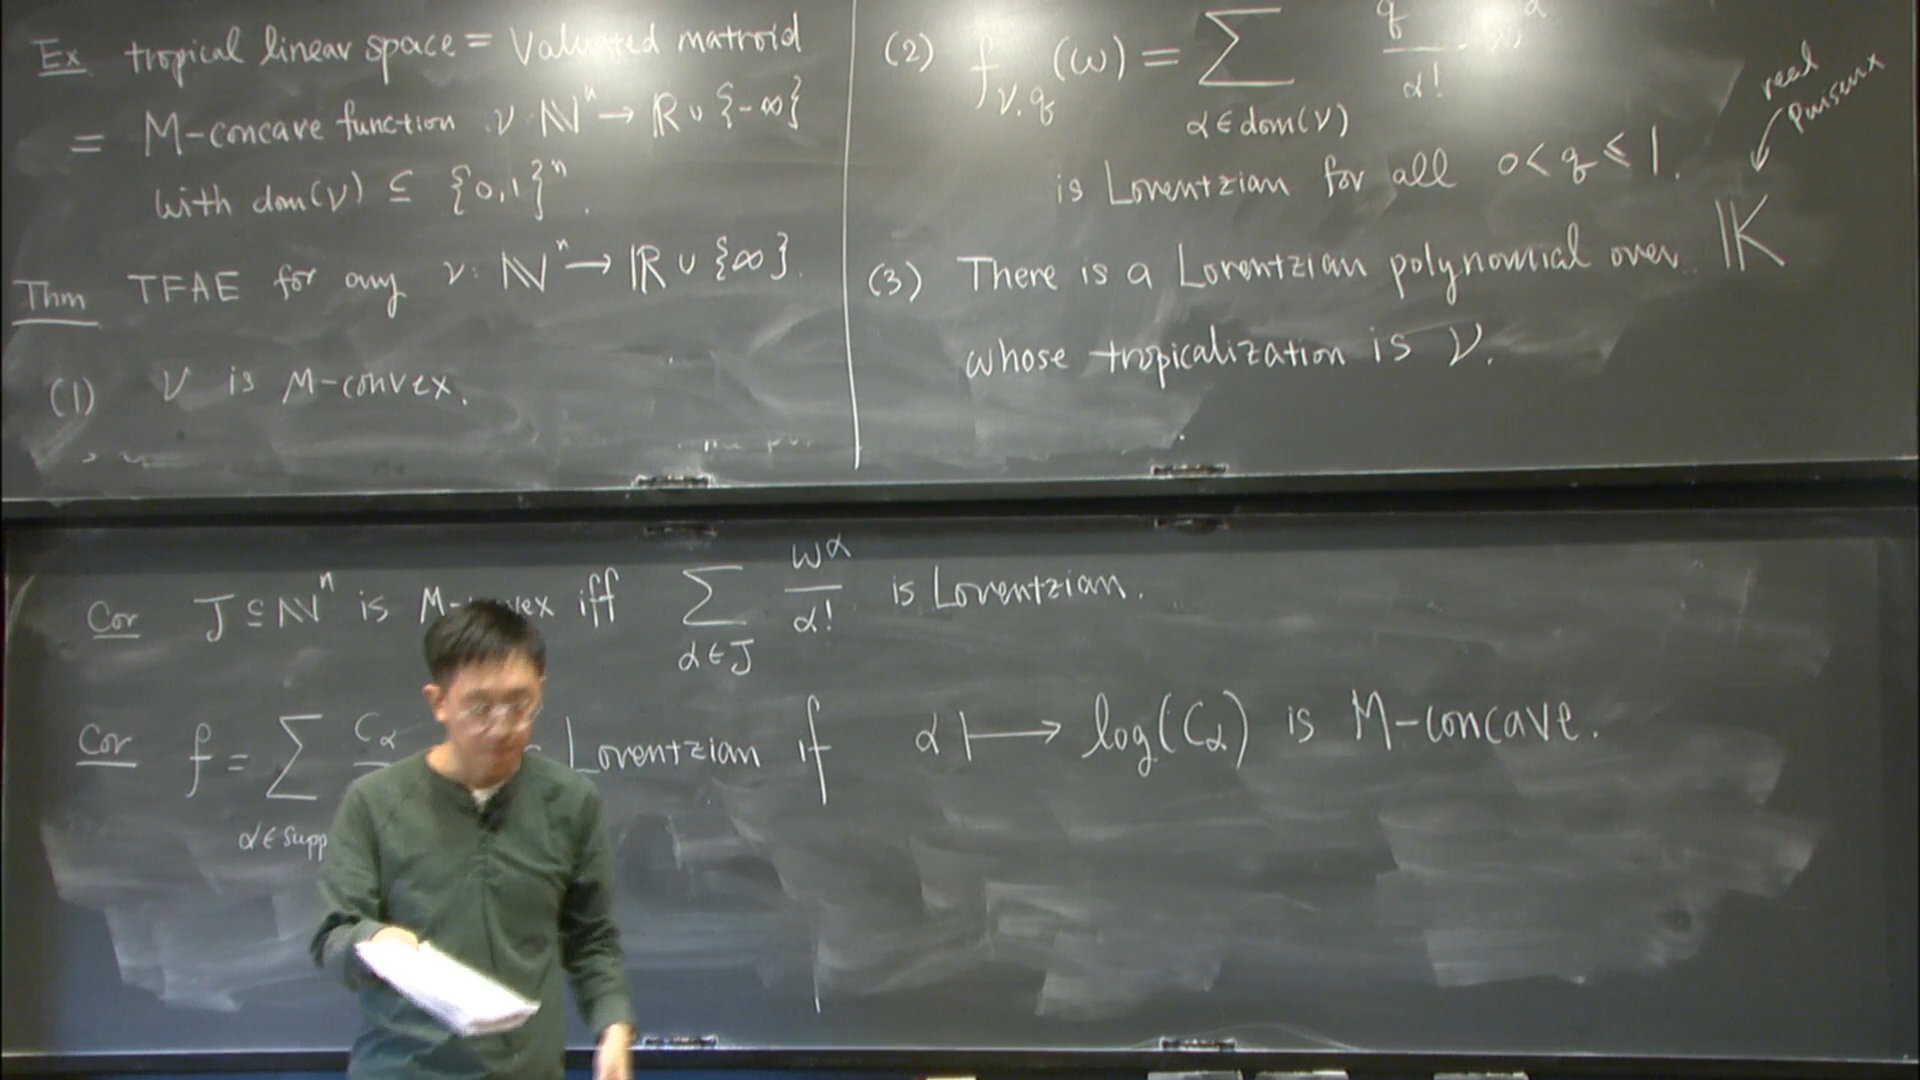 Ex tropical linear space = Valuated matroid
= M-concave function ν: ℕⁿ → ℝ ∪ {-∞}
with dom(ν) ⊆ {0,1}ⁿ.
Thm TFAE for any ν: ℕⁿ → ℝ ∪ {∞}.
(1) ν is M-convex.
(2) f_{ν,q}(w) = ∑_{α ∈ dom(ν)} q / α!
is Lorentzian for all 0 < q ≤ 1.
real
Puiseux
(3) There is a Lorentzian polynomial over 𝕂
whose tropicalization is ν.
Cor J ⊆ ℕⁿ is M-convex iff ∑_{α ∈ J} w^α / α! is Lorentzian.
Cor f = ∑_{α ∈ supp} C_α Lorentzian if α ⟼ log(C_α) is M-concave.